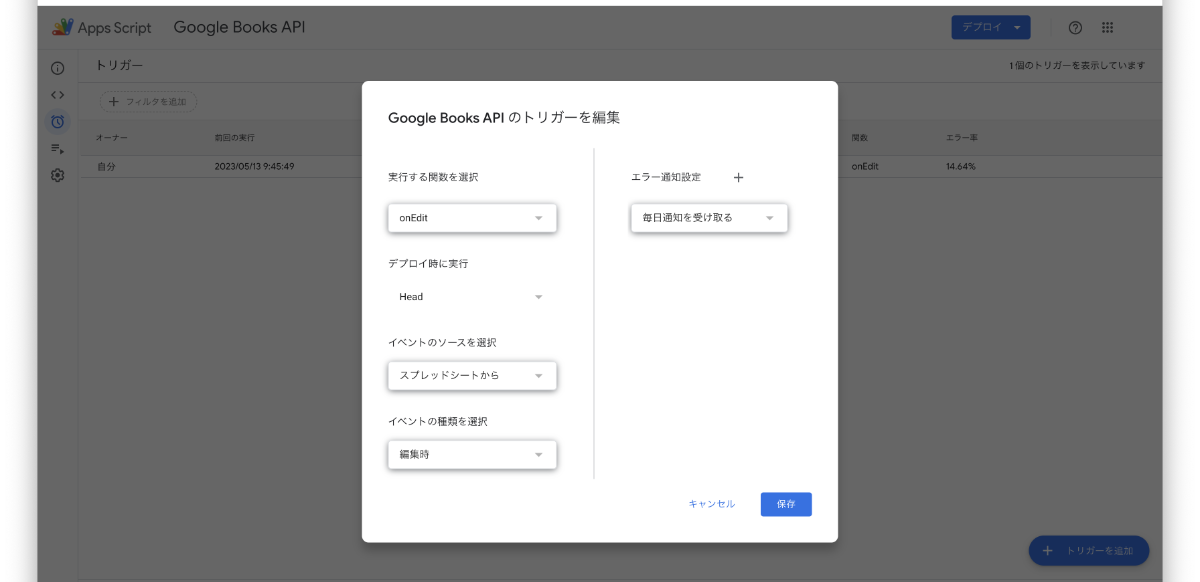 Apps Script Google Books API デプロイ
トリガー 1個のトリガーを表示しています
フィルタを追加
オーナー 前回の実行 関数 エラー率
自分 2023/05/13 9:45:49 onEdit 14.64%
Google Books API のトリガーを編集
実行する関数を選択
onEdit
デプロイ時に実行
Head
イベントのソースを選択
スプレッドシートから
イベントの種類を選択
編集時
エラー通知設定
毎日通知を受け取る
キャンセル 保存
トリガーを追加